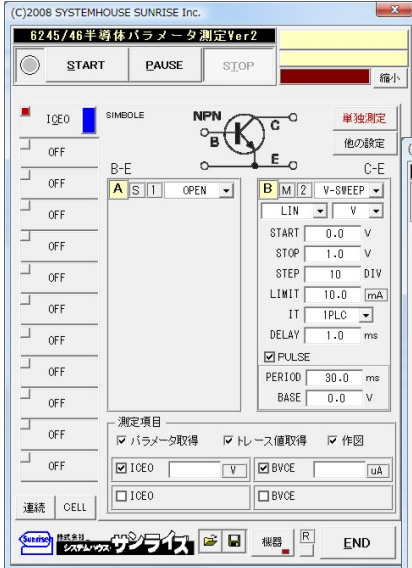 (C)2008 SYSTEMHOUSE SUNRISE Inc.
6245/46半導体パラメータ測定Ver2
START PAUSE STOP
縮小
ICEO SIMBOLE NPN C B K E 単独測定
他の設定
OFF
B-E C-E
OFF A S 1 OPEN B M 2 V-SWEEP
OFF LIN V
OFF START 0.0 V
STOP 1.0 V
OFF STEP 10 DIV
OFF LIMIT 10.0 mA
IT 1PLC
OFF DELAY 1.0 ms
OFF PULSE
PERIOD 30.0 ms
OFF BASE 0.0 V
OFF 測定項目
パラメータ取得 トレース値取得 作図
OFF ICEO V BVCE uA
連続 CELL ICEO BVCE
Sunrise 株式会社 システムハウス サンライズ 機器 R END